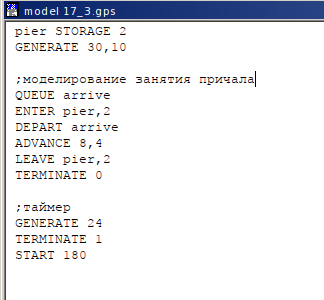 model 17_3.gps
pier STORAGE 2
GENERATE 30,10
;моделирование занятия причала
QUEUE arrive
ENTER pier,2
DEPART arrive
ADVANCE 8,4
LEAVE pier,2
TERMINATE 0
;таймер
GENERATE 24
TERMINATE 1
START 180